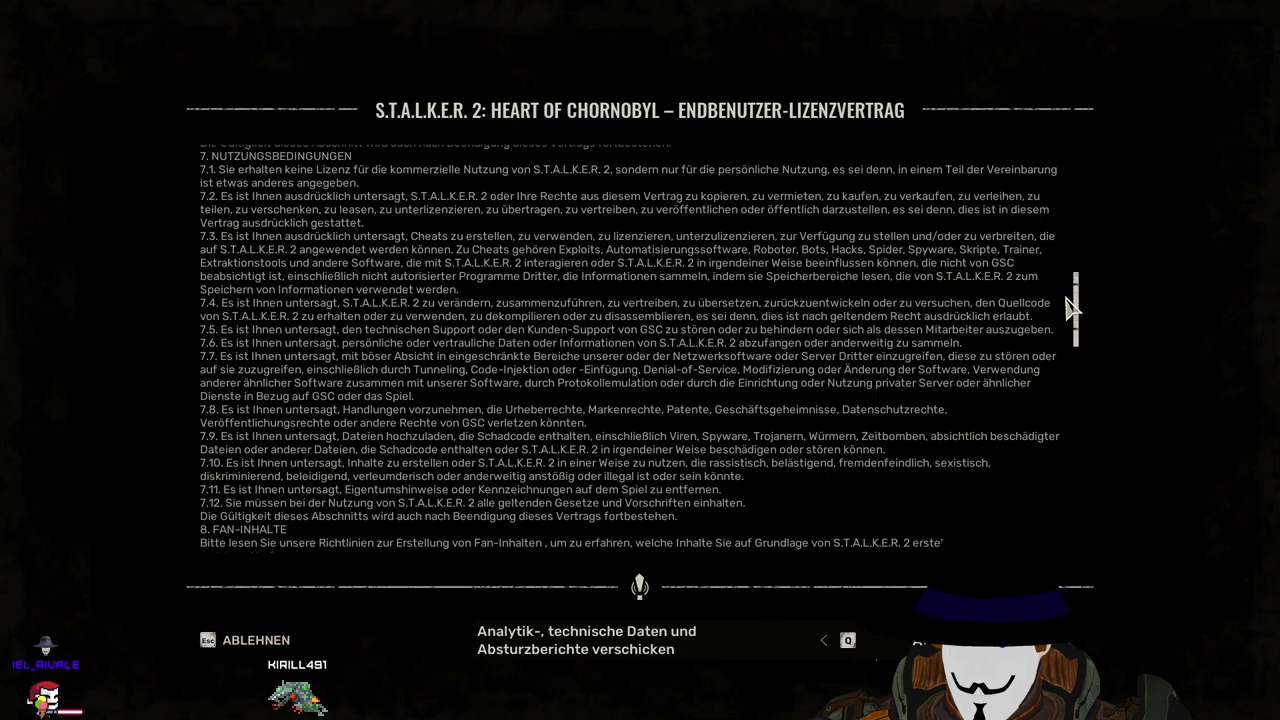 S.T.A.L.K.E.R. 2: HEART OF CHORNOBYL – ENDBENUTZER-LIZENZVERTRAG
Die Gültigkeit dieses Abschnitts wird auch nach Beendigung dieses Vertrags fortbestehen.
7. NUTZUNGSBEDINGUNGEN
7.1. Sie erhalten keine Lizenz für die kommerzielle Nutzung von S.T.A.L.K.E.R. 2, sondern nur für die persönliche Nutzung, es sei denn, in einem Teil der Vereinbarung
ist etwas anderes angegeben.
7.2. Es ist Ihnen ausdrücklich untersagt, S.T.A.L.K.E.R. 2 oder Ihre Rechte aus diesem Vertrag zu kopieren, zu vermieten, zu kaufen, zu verkaufen, zu verleihen, zu
teilen, zu verschenken, zu leasen, zu unterlizenzieren, zu übertragen, zu vertreiben, zu veröffentlichen oder öffentlich darzustellen, es sei denn, dies ist in diesem
Vertrag ausdrücklich gestattet.
7.3. Es ist Ihnen ausdrücklich untersagt, Cheats zu erstellen, zu verwenden, zu lizenzieren, unterzulizenzieren, zur Verfügung zu stellen und/oder zu verbreiten, die
auf S.T.A.L.K.E.R. 2 angewendet werden können. Zu Cheats gehören Exploits, Automatisierungssoftware, Roboter, Bots, Hacks, Spider, Spyware, Skripte, Trainer,
Extraktionstools und andere Software, die mit S.T.A.L.K.E.R. 2 interagieren oder S.T.A.L.K.E.R. 2 in irgendeiner Weise beeinflussen können, die nicht von GSC
beabsichtigt ist, einschließlich nicht autorisierter Programme Dritter, die Informationen sammeln, indem sie Speicherbereiche lesen, die von S.T.A.L.K.E.R. 2 zum
Speichern von Informationen verwendet werden.
7.4. Es ist Ihnen untersagt, S.T.A.L.K.E.R. 2 zu verändern, zusammenzuführen, zu vertreiben, zu übersetzen, zurückzuentwickeln oder zu versuchen, den Quellcode
von S.T.A.L.K.E.R. 2 zu erhalten oder zu verwenden, zu dekompilieren oder zu disassemblieren, es sei denn, dies ist nach geltendem Recht ausdrücklich erlaubt.
7.5. Es ist Ihnen untersagt, den technischen Support oder den Kunden-Support von GSC zu stören oder zu behindern oder sich als dessen Mitarbeiter auszugeben.
7.6. Es ist Ihnen untersagt, persönliche oder vertrauliche Daten oder Informationen von S.T.A.L.K.E.R. 2 abzufangen oder anderweitig zu sammeln.
7.7. Es ist Ihnen untersagt, mit böser Absicht in eingeschränkte Bereiche unserer oder der Netzwerksoftware oder Server Dritter einzugreifen, diese zu stören oder
auf sie zuzugreifen, einschließlich durch Tunneling, Code-Injektion oder -Einfügung, Denial-of-Service, Modifizierung oder Änderung der Software, Verwendung
anderer ähnlicher Software zusammen mit unserer Software, durch Protokollemulation oder durch die Einrichtung oder Nutzung privater Server oder ähnlicher
Dienste in Bezug auf GSC oder das Spiel.
7.8. Es ist Ihnen untersagt, Handlungen vorzunehmen, die Urheberrechte, Markenrechte, Patente, Geschäftsgeheimnisse, Datenschutzrechte,
Veröffentlichungsrechte oder andere Rechte von GSC verletzen könnten.
7.9. Es ist Ihnen untersagt, Dateien hochzuladen, die Schadcode enthalten, einschließlich Viren, Spyware, Trojanern, Würmern, Zeitbomben, absichtlich beschädigter
Dateien oder anderer Dateien, die Schadcode enthalten oder S.T.A.L.K.E.R. 2 in irgendeiner Weise beschädigen oder stören können.
7.10. Es ist Ihnen untersagt, Inhalte zu erstellen oder S.T.A.L.K.E.R. 2 in einer Weise zu nutzen, die rassistisch, belästigend, fremdenfeindlich, sexistisch,
diskriminierend, beleidigend, verleumderisch oder anderweitig anstößig oder illegal ist oder sein könnte.
7.11. Es ist Ihnen untersagt, Eigentumshinweise oder Kennzeichnungen auf dem Spiel zu entfernen.
7.12. Sie müssen bei der Nutzung von S.T.A.L.K.E.R. 2 alle geltenden Gesetze und Vorschriften einhalten.
Die Gültigkeit dieses Abschnitts wird auch nach Beendigung dieses Vertrags fortbestehen.
8. FAN-INHALTE
Bitte lesen Sie unsere Richtlinien zur Erstellung von Fan-Inhalten , um zu erfahren, welche Inhalte Sie auf Grundlage von S.T.A.L.K.E.R. 2 erste'
Esc ABLEHNEN
Analytik-, technische Daten und
Absturzberichte verschicken
Q
IEL_RIVALE
KIRILL491